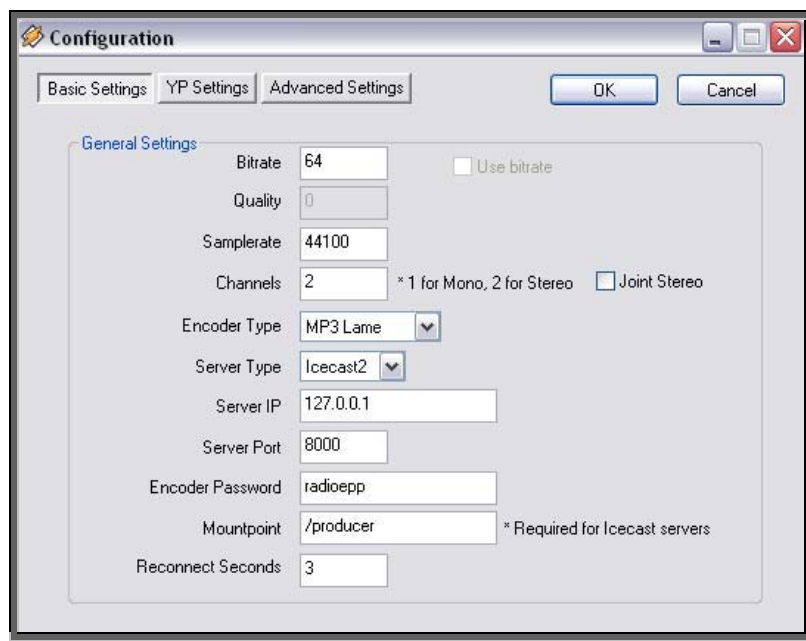 Configuration
Basic Settings YP Settings Advanced Settings OK Cancel
General Settings
Bitrate 64 Use bitrate
Quality 0
Samplerate 44100
Channels 2 * 1 for Mono, 2 for Stereo Joint Stereo
Encoder Type MP3 Lame
Server Type Icecast2
Server IP 127.0.0.1
Server Port 8000
Encoder Password radioepp
Mountpoint /producer * Required for Icecast servers
Reconnect Seconds 3